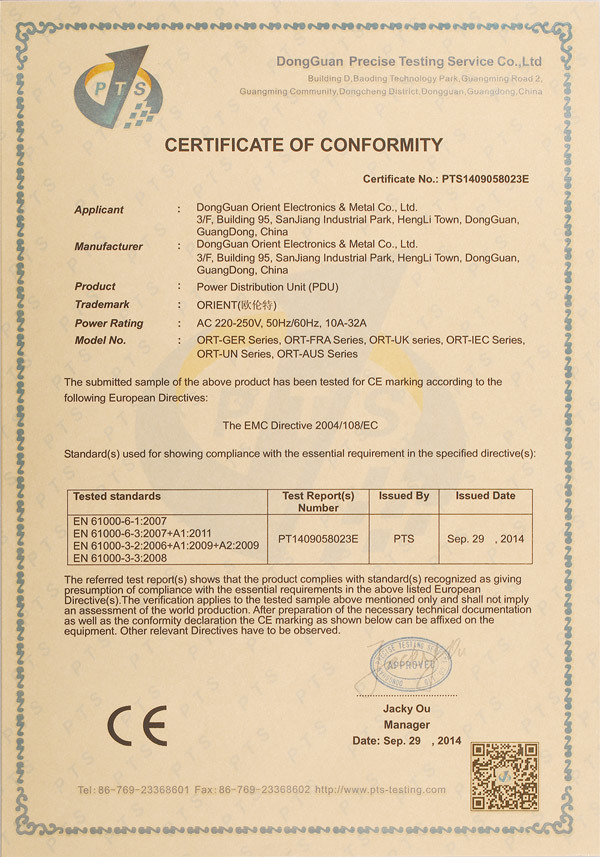 PTS
DongGuan Precise Testing Service Co.,Ltd
Building D,Baoding Technology Park,Guangming Road 2,
Guangming Community,Dongcheng District,Dongguan,Guangdong,China
CERTIFICATE OF CONFORMITY
Certificate No.: PTS1409058023E
Applicant : DongGuan Orient Electronics & Metal Co., Ltd.
3/F, Building 95, SanJiang Industrial Park, HengLi Town, DongGuan,
GuangDong, China
Manufacturer : DongGuan Orient Electronics & Metal Co., Ltd.
3/F, Building 95, SanJiang Industrial Park, HengLi Town, DongGuan,
GuangDong, China
Product : Power Distribution Unit (PDU)
Trademark : ORIENT(欧伦特)
Power Rating : AC 220-250V, 50Hz/60Hz, 10A-32A
Model No. : ORT-GER Series, ORT-FRA Series, ORT-UK series, ORT-IEC Series,
ORT-UN Series, ORT-AUS Series
The submitted sample of the above product has been tested for CE marking according to the
following European Directives:
The EMC Directive 2004/108/EC
Standard(s) used for showing compliance with the essential requirement in the specified directive(s):
Tested standards Test Report(s) Number Issued By Issued Date
EN 61000-6-1:2007
EN 61000-6-3:2007+A1:2011
EN 61000-3-2:2006+A1:2009+A2:2009
EN 61000-3-3:2008
PT1409058023E PTS Sep. 29 , 2014
The referred test report(s) shows that the product complies with standard(s) recognized as giving
presumption of compliance with the essential requirements in the above listed European
Directive(s).The verification applies to the tested sample above mentioned only and shall not imply
an assessment of the world production. After preparation of the necessary technical documentation
as well as the conformity declaration the CE marking as shown below can be affixed on the
equipment. Other relevant Directives have to be observed.
APPROVED
Jacky Ou
Manager
Date: Sep. 29 , 2014
CE
Tel:86-769-23368601 Fax:86-769-23368602 http://www.pts-testing.com